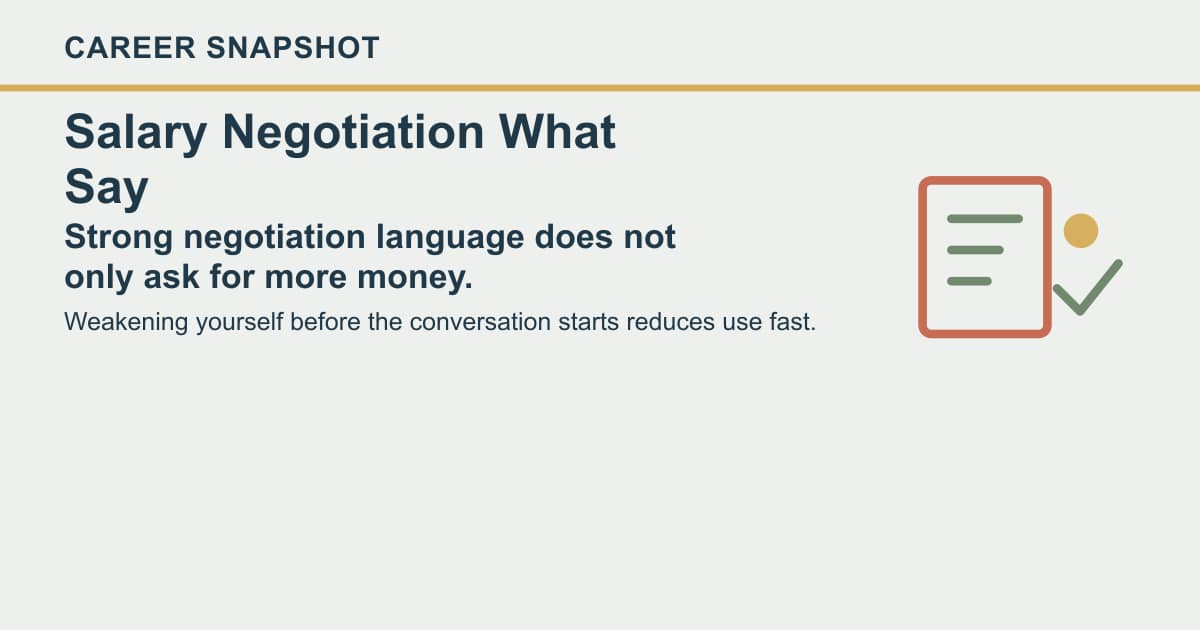 CAREER SNAPSHOT
Salary Negotiation What
Say
Strong negotiation language does not
only ask for more money.
Weakening yourself before the conversation starts reduces use fast.